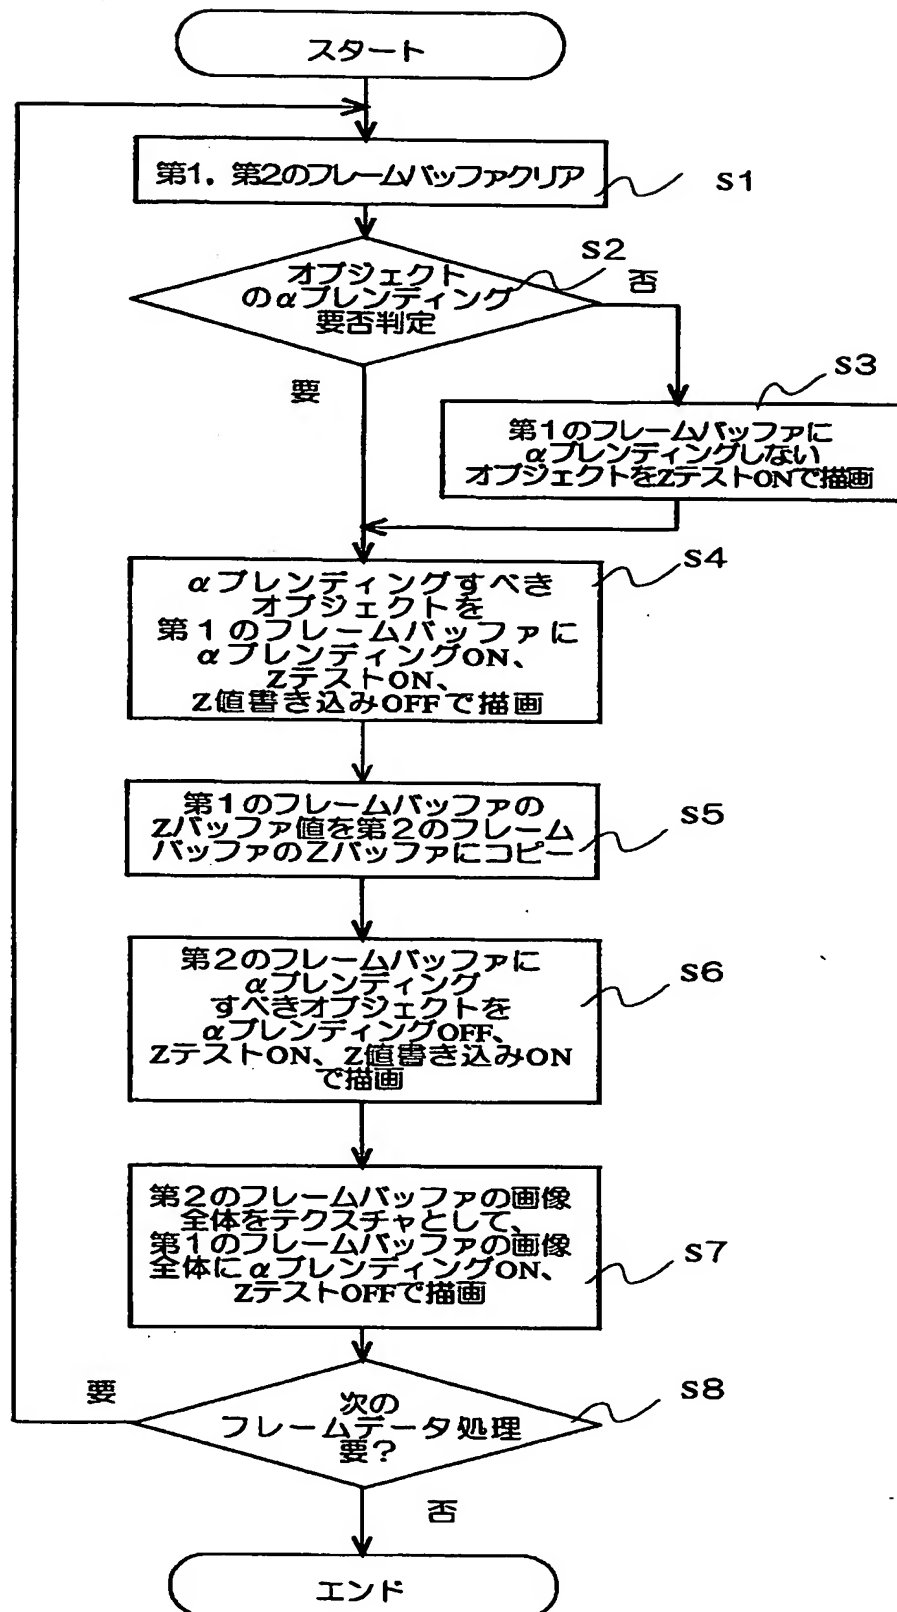 スタート
第1．第2のフレームバッファクリア
S1
オブジェクト
のαブレンディング
要否判定
S2
否
要
S3
第1のフレームバッファに
αブレンディングしない
オブジェクトをZテストONで描画
S4
αブレンディングすべき
オブジェクトを
第1のフレームバッファに
αブレンディングON、
ZテストON、
Z値書き込みOFFで描画
第1のフレームバッファの
Zバッファ値を第2のフレーム
バッファのZバッファにコピー
S5
第2のフレームバッファに
αブレンディング
すべきオブジェクトを
αブレンディングOFF、
ZテストON、Z値書き込みON
で描画
S6
第2のフレームバッファの画像
全体をテクスチャとして、
第1のフレームバッファの画像
全体にαブレンディングON、
ZテストOFFで描画
S7
要
次の
フレームデータ処理
要?
S8
否
エンド